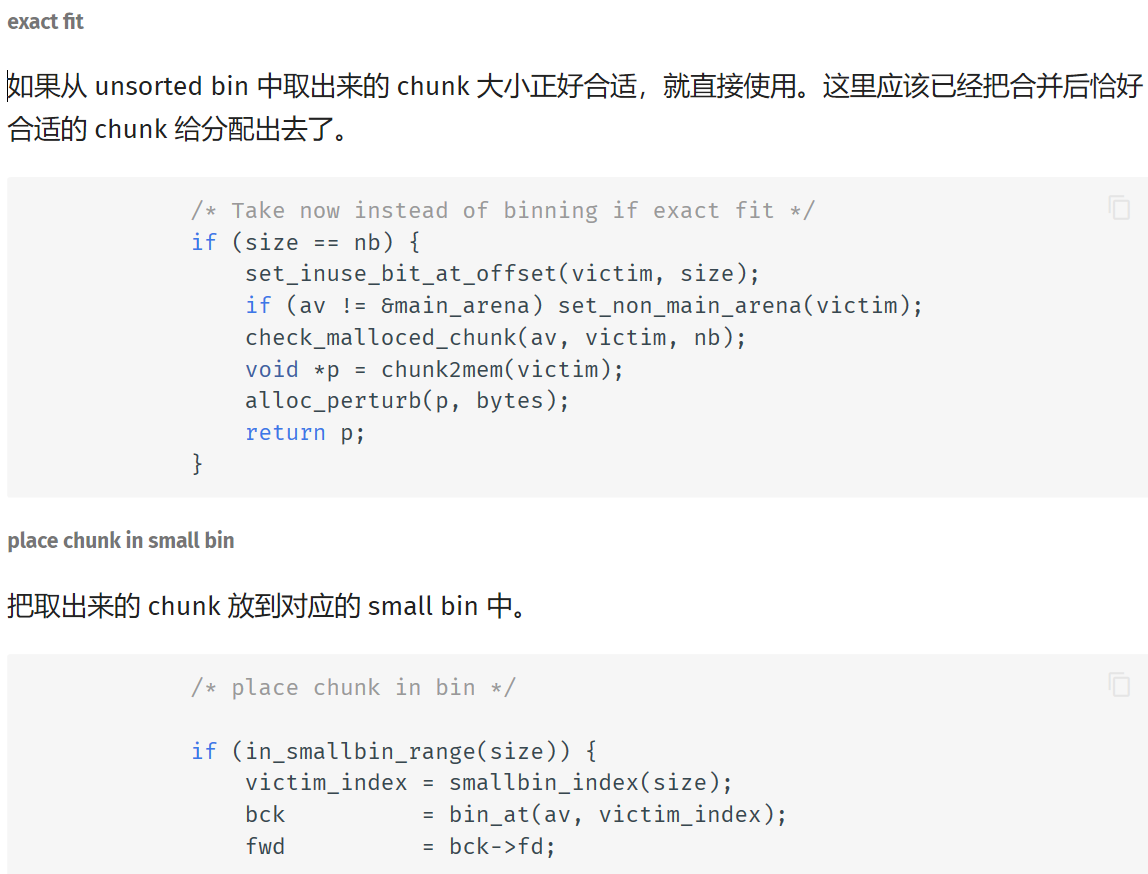 exact fit
如果从 unsorted bin 中取出来的 chunk 大小正好合适，就直接使用。这里应该已经把合并后恰好
合适的 chunk 给分配出去了。
/* Take now instead of binning if exact fit */
if (size == nb) {
set_inuse_bit_at_offset(victim, size);
if (av != &main_arena) set_non_main_arena(victim);
check_malloced_chunk(av, victim, nb);
void *p = chunk2mem(victim);
alloc_perturb(p, bytes);
return p;
}
place chunk in small bin
把取出来的 chunk 放到对应的 small bin 中。
/* place chunk in bin */
if (in_smallbin_range(size)) {
victim_index = smallbin_index(size);
bck = bin_at(av, victim_index);
fwd = bck->fd;